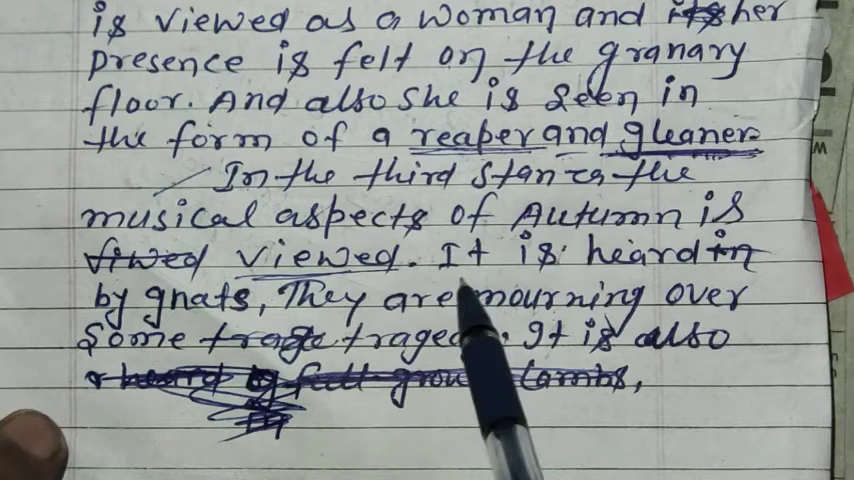 is viewed as a woman and her
presence is felt on the granary
floor. And also she is seen in
the form of a reaper and gleaner.
In the third stanza the
musical aspects of Autumn is
viewed. It is heard
by gnats, They are mourning over
some . It is also